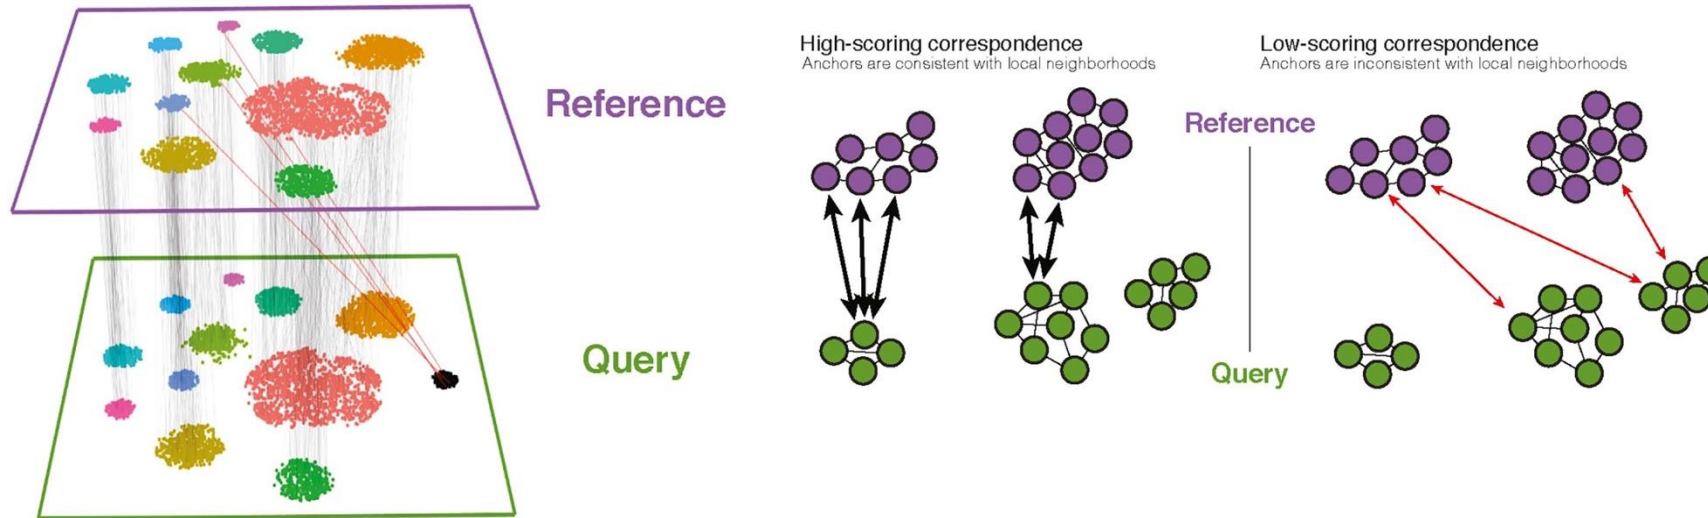 Reference
Query
High-scoring correspondence
Anchors are consistent with local neighborhoods
Low-scoring correspondence
Anchors are inconsistent with local neighborhoods
Reference
Query